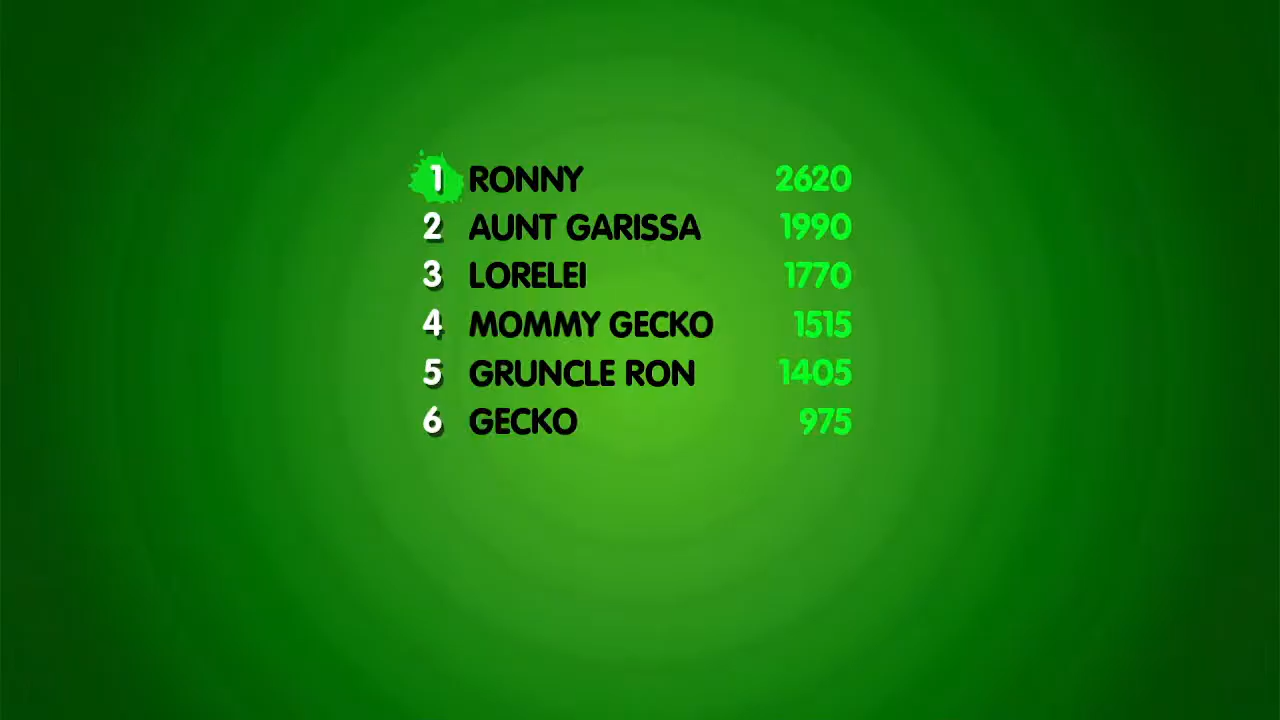 1 RONNY 2620
2 AUNT GARISSA 1990
3 LORELEI 1770
4 MOMMY GECKO 1515
5 GRUNCLE RON 1405
6 GECKO 975